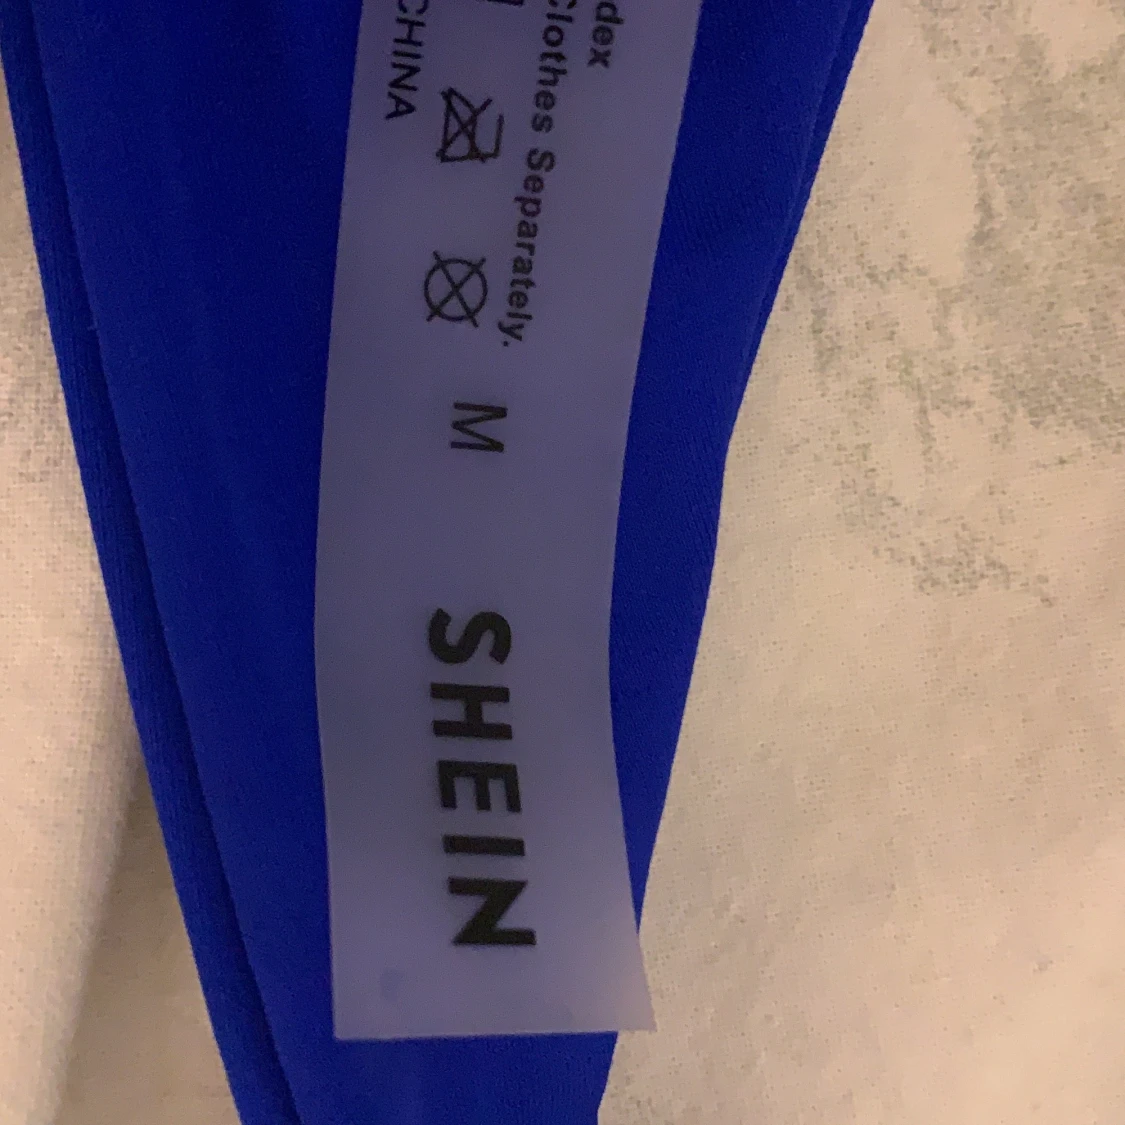 dex
Clothes Separately.
M
SHEIN
CHINA